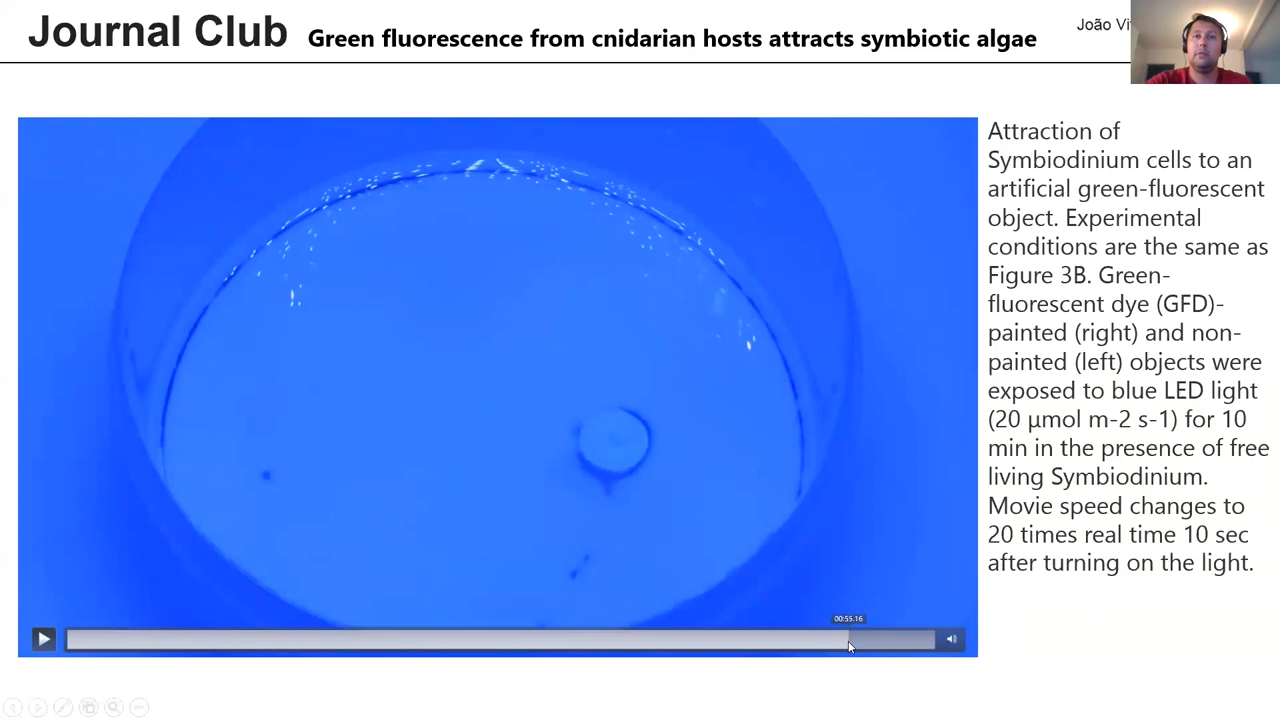 Journal Club
Green fluorescence from cnidarian hosts attracts symbiotic algae
João
Attraction of
Symbiodinium cells to an
artificial green-fluorescent
object. Experimental
conditions are the same as
Figure 3B. Green-
fluorescent dye (GFD)-
painted (right) and non-
painted (left) objects were
exposed to blue LED light
(20 μmol m-2 s-1) for 10
min in the presence of free
living Symbiodinium.
Movie speed changes to
20 times real time 10 sec
after turning on the light.
00:55.16